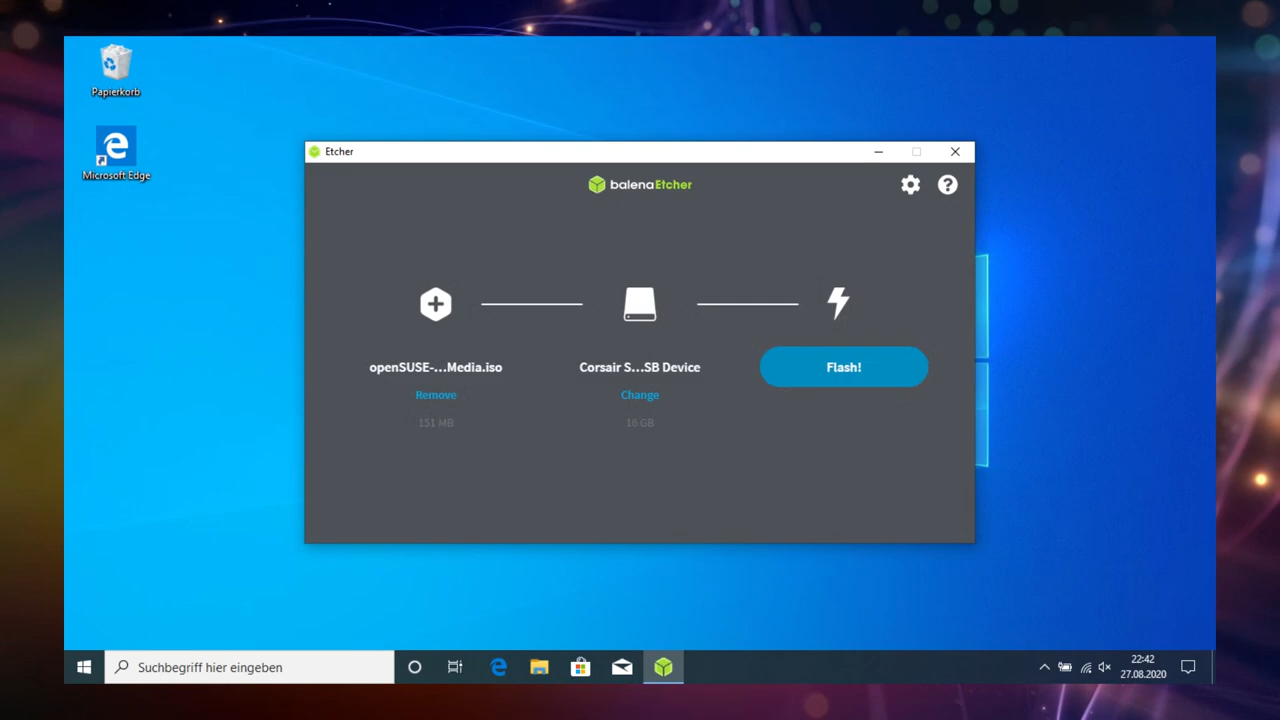 Papierkorb
Microsoft Edge
Etcher
balenaEtcher
openSUSE-...Media.iso
Corsair S...SB Device
Flash!
Remove
Change
151 MB
16 GB
Suchbegriff hier eingeben
22:42
27.08.2020